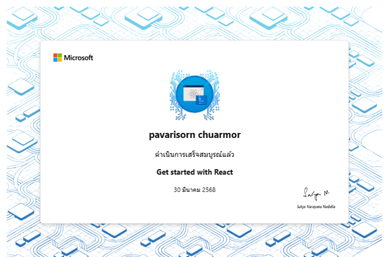 Microsoft
pavarisorn chuarmor
ดำเนินการเสร็จสมบูรณ์แล้ว
Get started with React
30 มีนาคม 2568
Satya Narayana Nadella